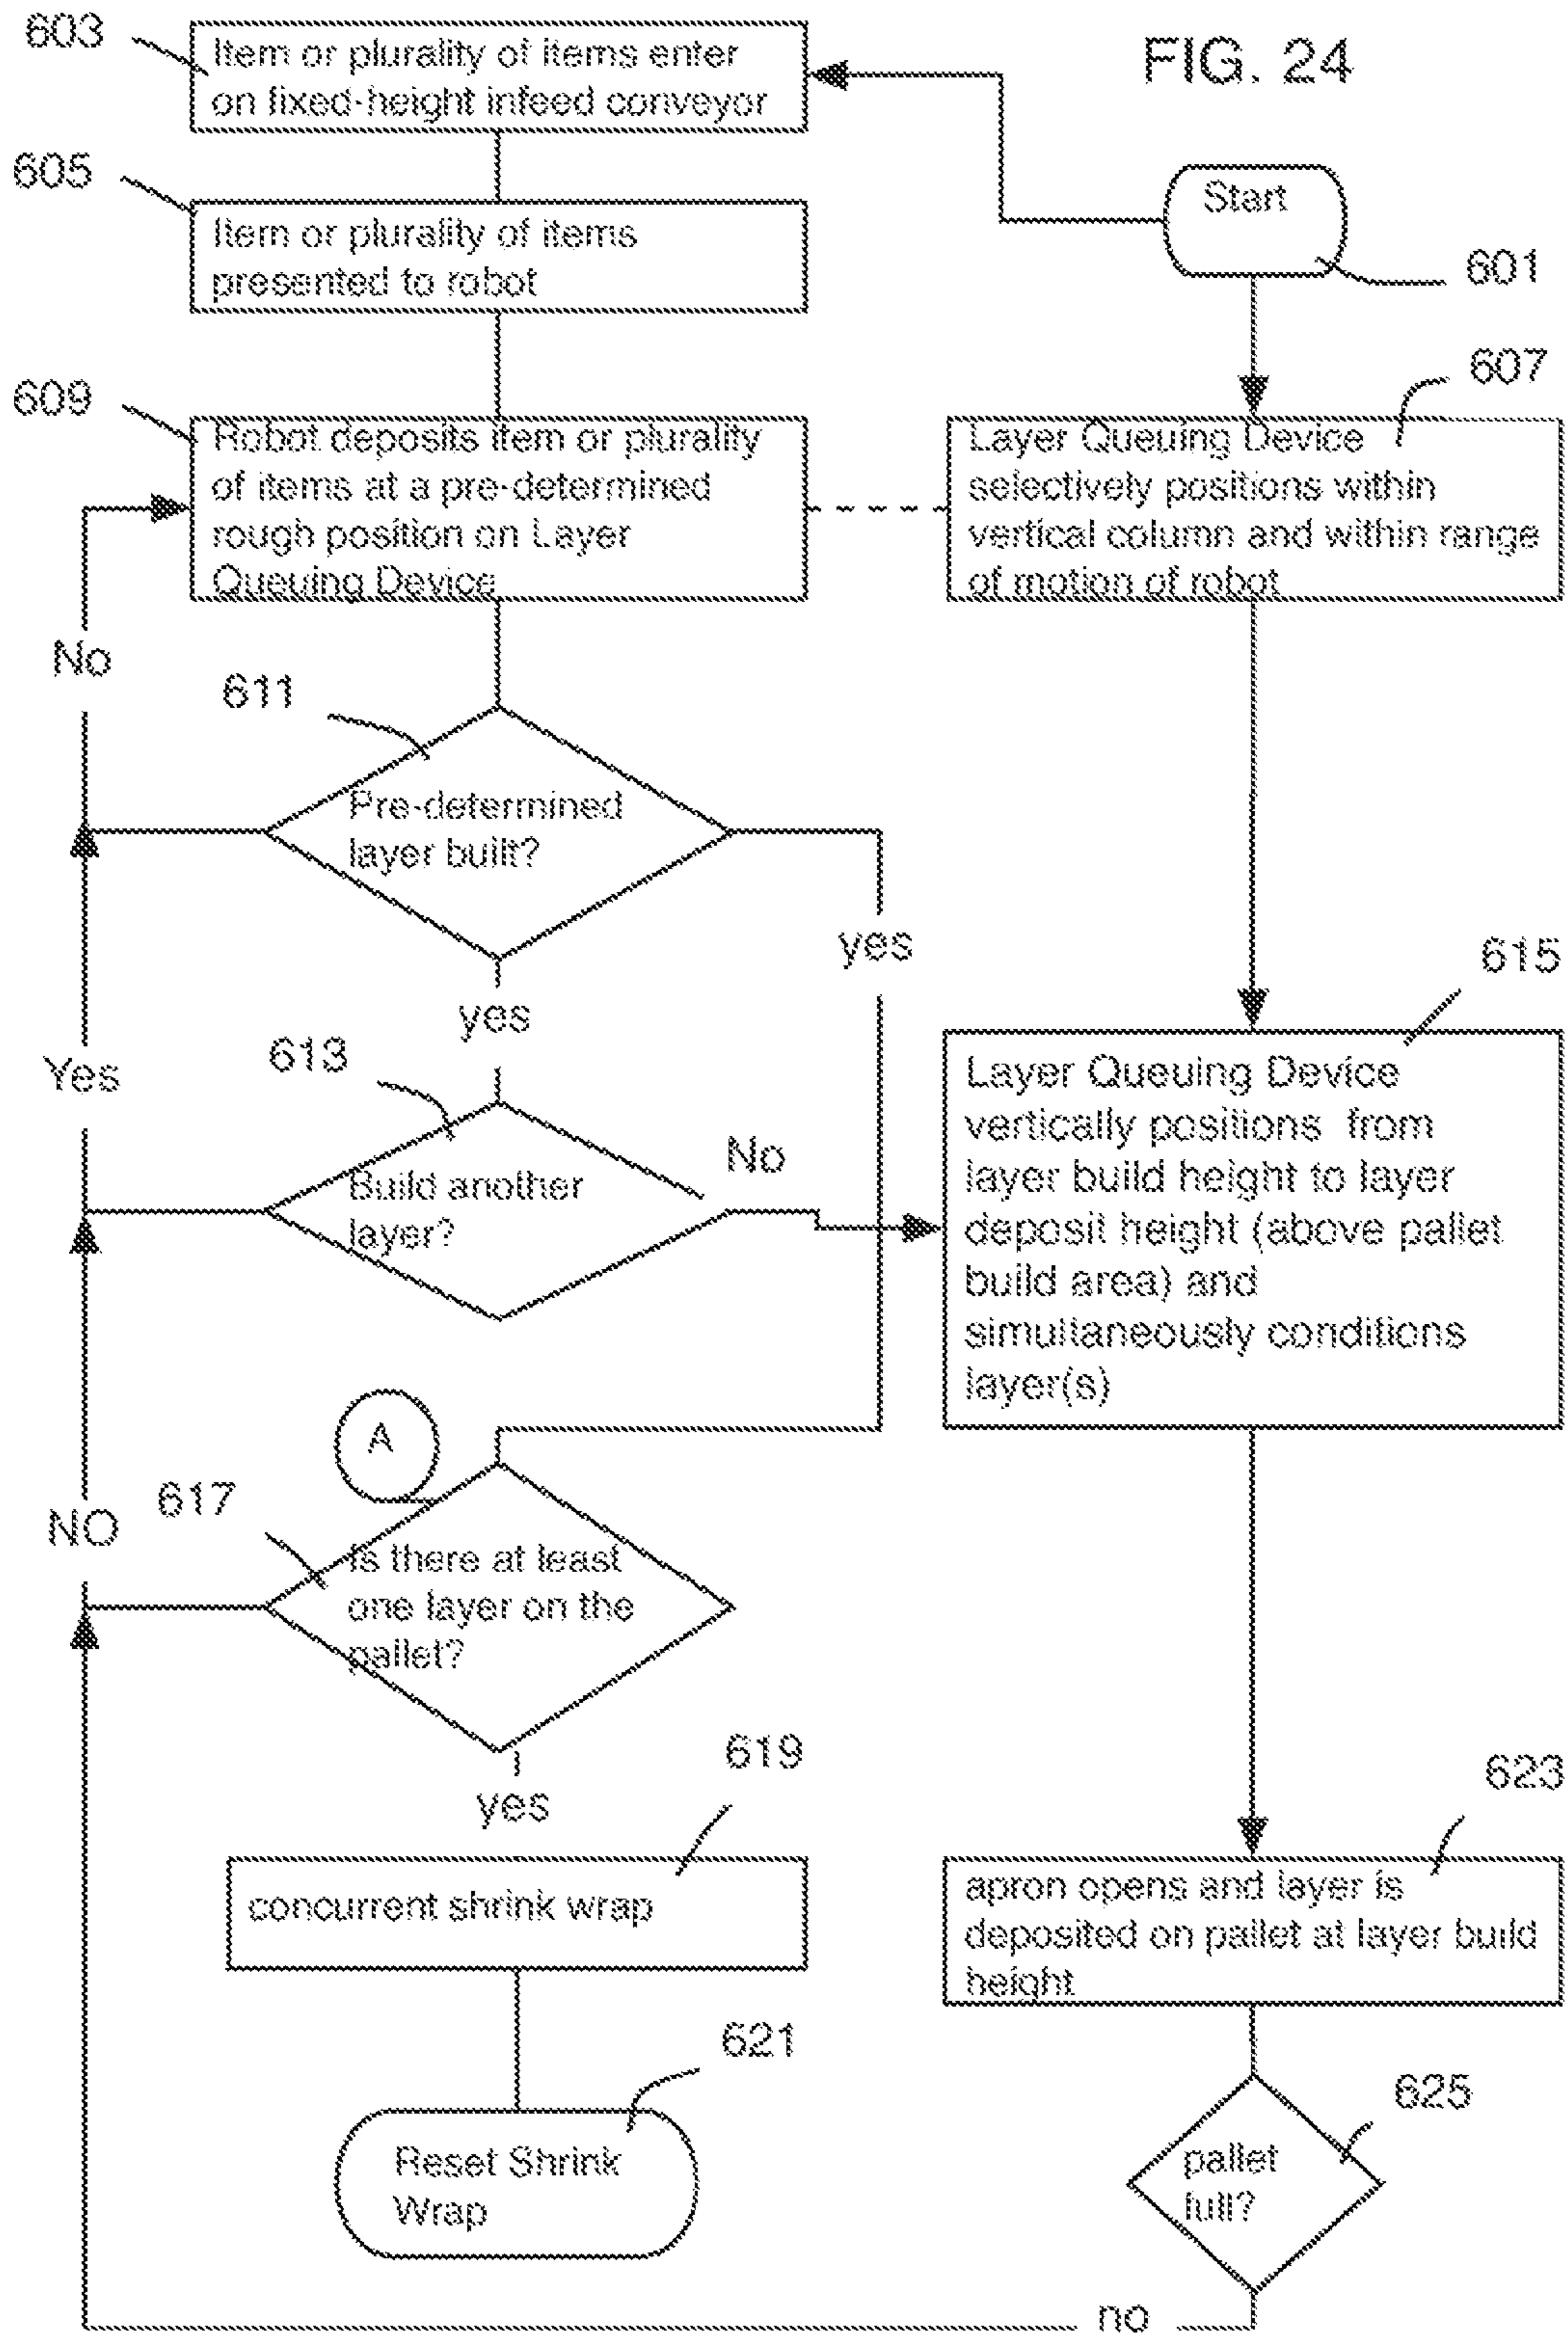 603
Item or plurality of items enter
on fixed-height infeed conveyor
FIG. 24
605
Item or plurality of items
presented to robot
Start
601
609
Robot deposits item or plurality
of items at a pre-determined
rough position on Layer
Queuing Device
607
Layer Queuing Device
selectively positions within
vertical column and within range
of motion of robot
No
611
Pre-determined
layer built?
yes
yes
Yes
613
Build another
layer?
No
615
Layer Queuing Device
vertically positions from
layer build height to layer
deposit height (above pallet
build area) and
simultaneously conditions
layer(s)
A
617
NO
Is there at least
one layer on the
pallet?
yes
619
concurrent shrink wrap
623
apron opens and layer is
deposited on pallet at layer build
height
621
Reset Shrink
Wrap
625
pallet
full?
no